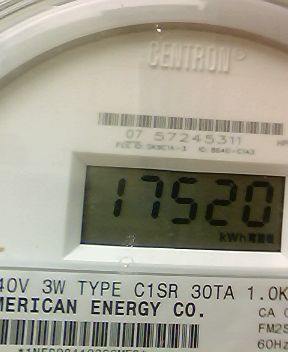 CENTRON®
07 57245311
17520
kWh
40V 3W TYPE C1SR 30TA 1.0K
MERICAN ENERGY CO.
CA
FM2S
60Hz